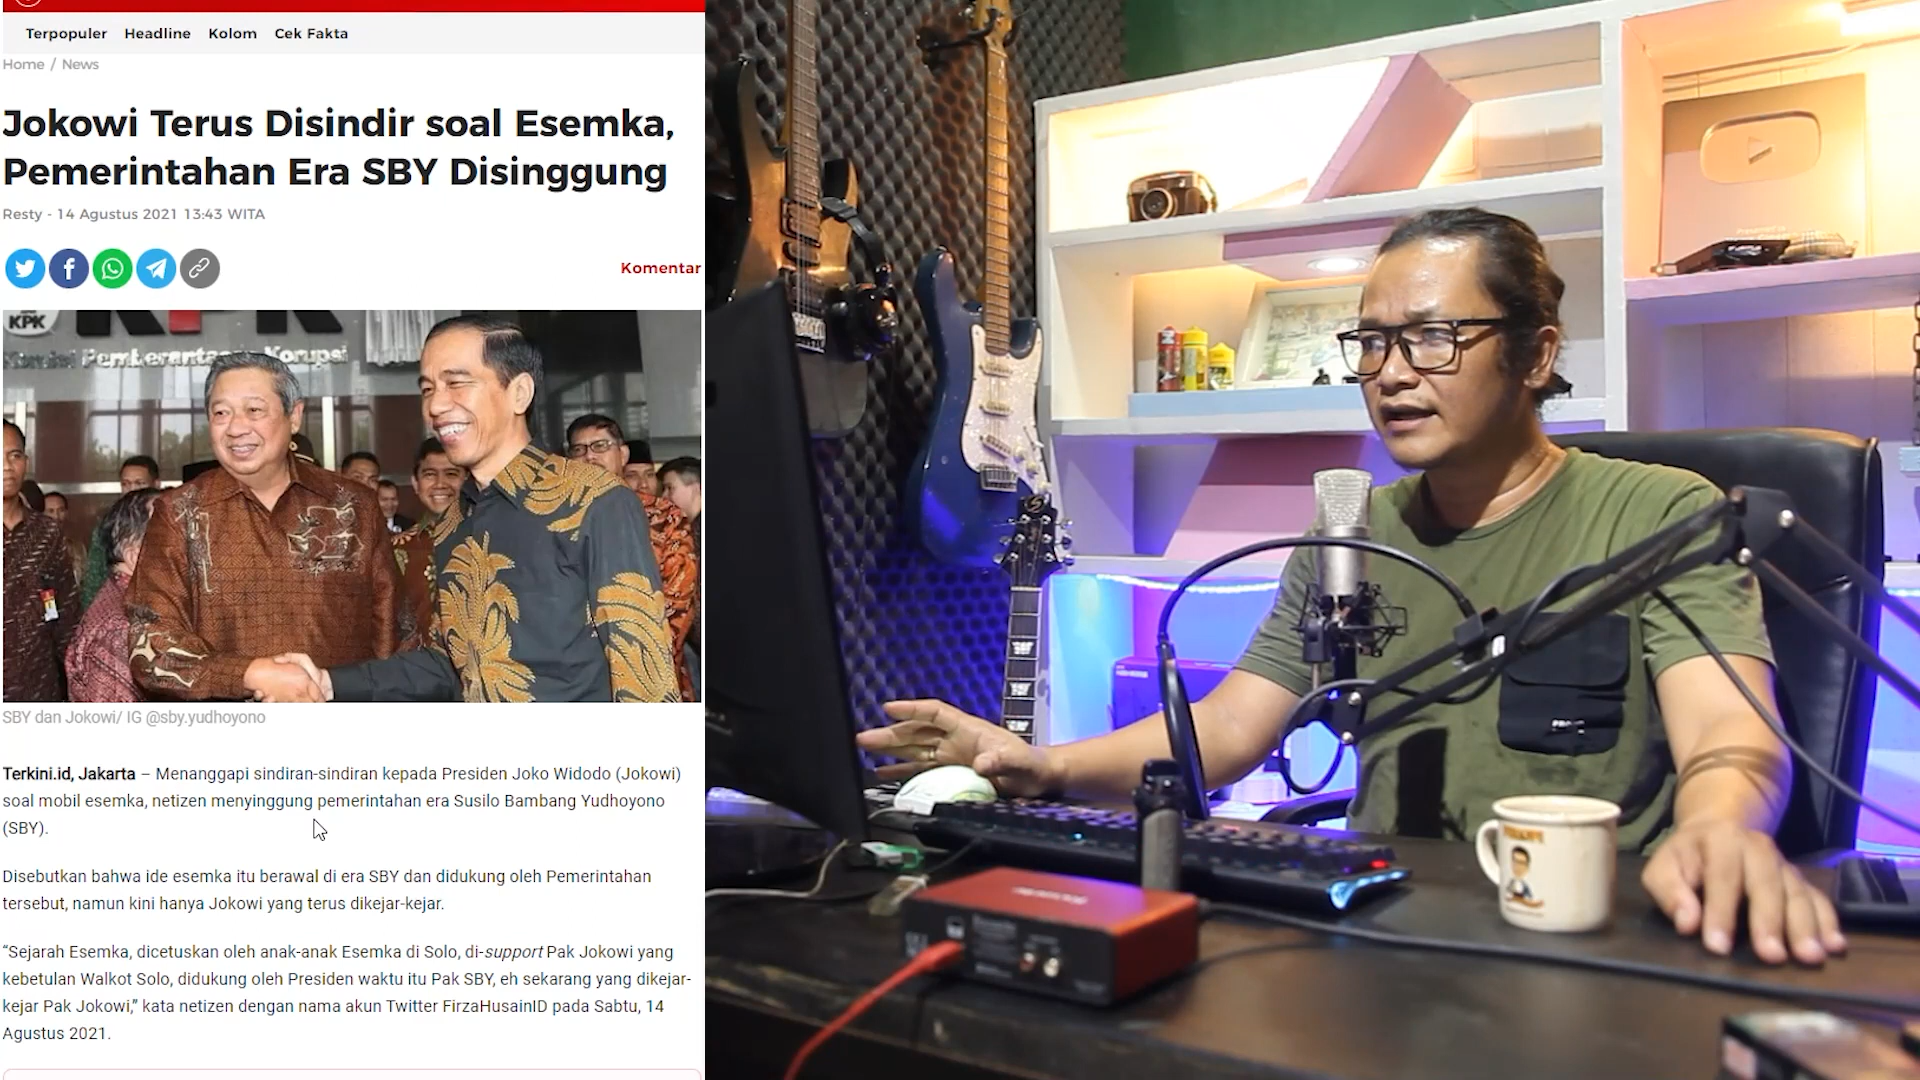 Terpopuler Headline Kolom Cek Fakta
Home / News
Jokowi Terus Disindir soal Esemka,
Pemerintahan Era SBY Disinggung
Resty - 14 Agustus 2021 13:43 WITA
Komentar
KPK
KPK
Komisi Pemberantasan Korupsi
SBY dan Jokowi/ IG @sby.yudhoyono
Terkini.id, Jakarta – Menanggapi sindiran-sindiran kepada Presiden Joko Widodo (Jokowi)
soal mobil esemka, netizen menyinggung pemerintahan era Susilo Bambang Yudhoyono
(SBY).
Disebutkan bahwa ide esemka itu berawal di era SBY dan didukung oleh Pemerintahan
tersebut, namun kini hanya Jokowi yang terus dikejar-kejar.
“Sejarah Esemka, dicetuskan oleh anak-anak Esemka di Solo, di-support Pak Jokowi yang
kebetulan Walkot Solo, didukung oleh Presiden waktu itu Pak SBY, eh sekarang yang dikejar-
kejar Pak Jokowi,” kata netizen dengan nama akun Twitter FirzaHusainID pada Sabtu, 14
Agustus 2021.